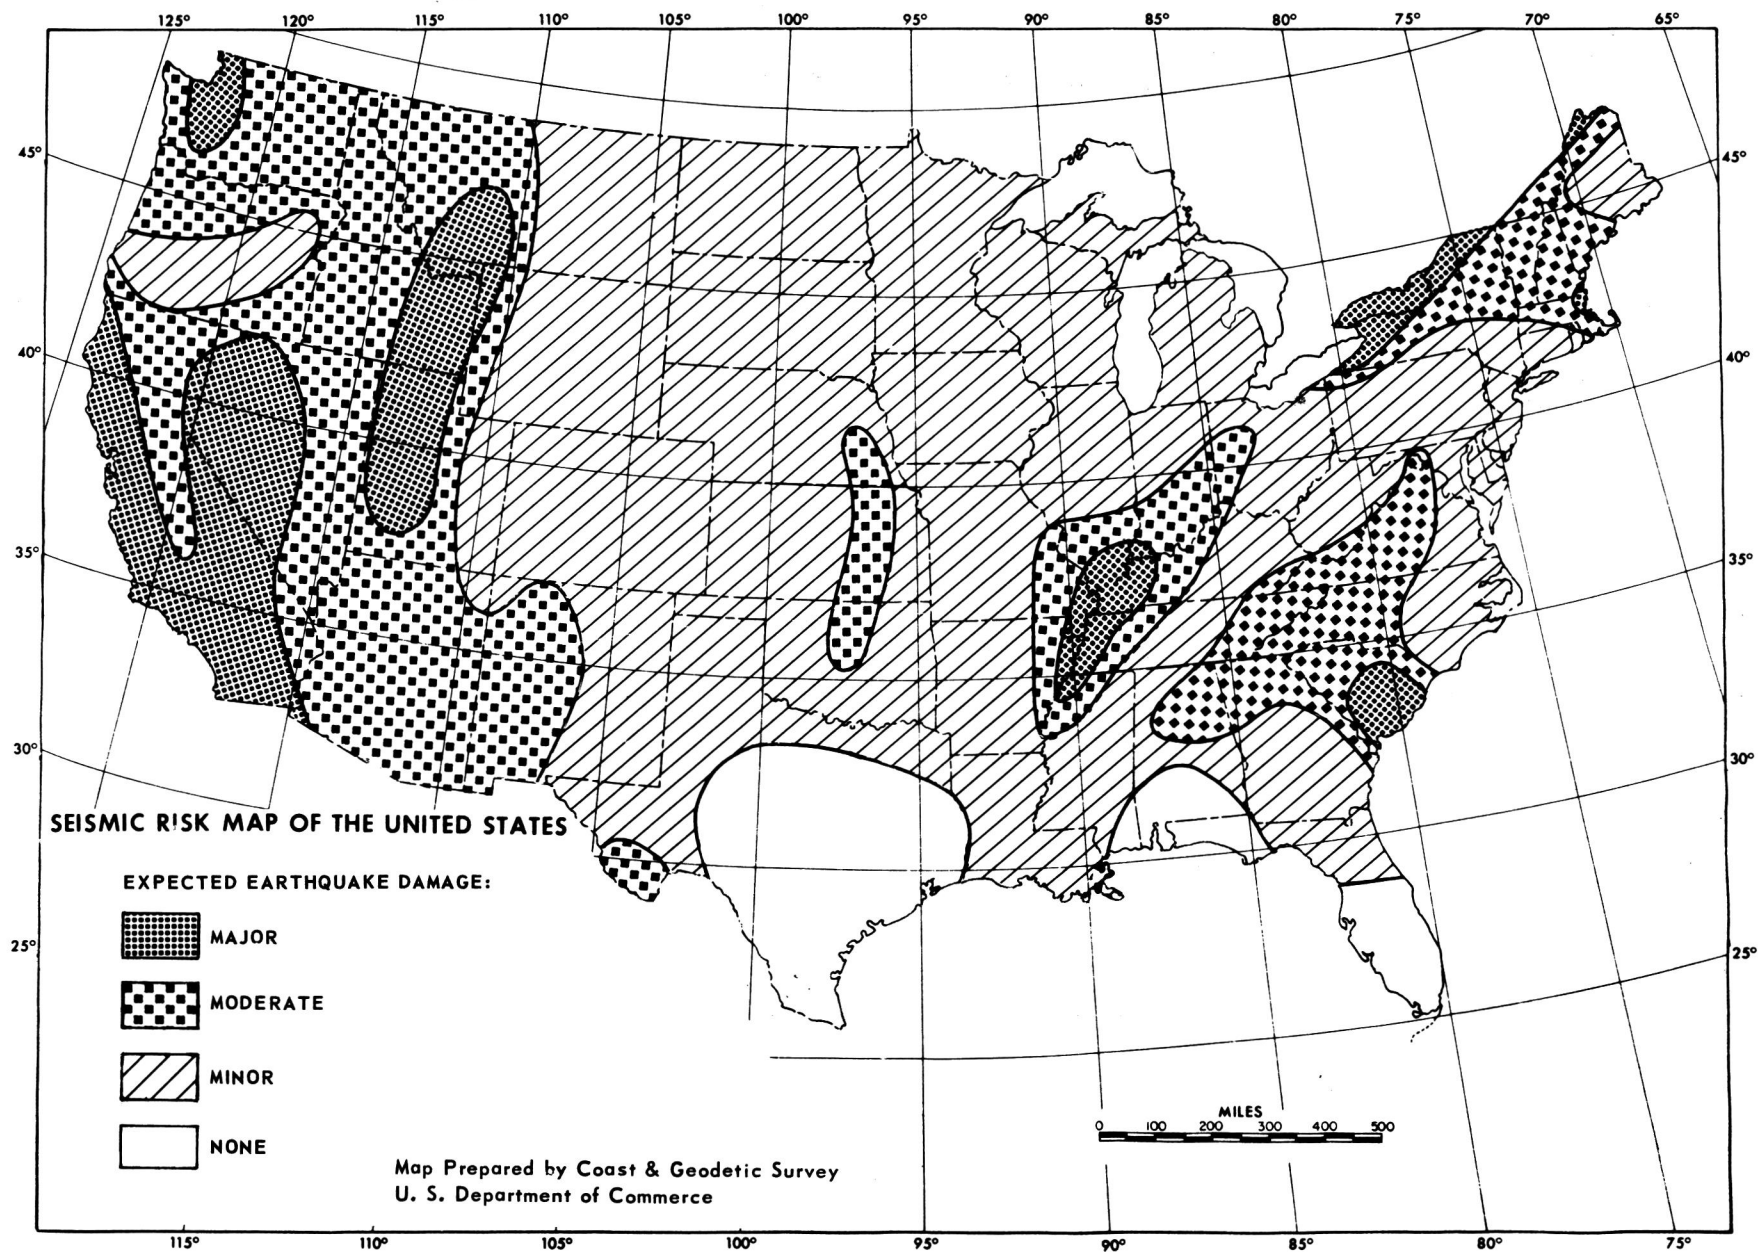 125° 120° 115° 110° 105° 100° 95° 90° 85° 80° 75° 70° 65°
45° 45°
40° 40°
35° 35°
30° 30°
SEISMIC RISK MAP OF THE UNITED STATES
EXPECTED EARTHQUAKE DAMAGE:
MAJOR
25° 25°
MODERATE
MINOR
MILES
0 100 200 300 400 500
NONE
Map Prepared by Coast & Geodetic Survey
U. S. Department of Commerce
115° 110° 105° 100° 95° 90° 85° 80° 75°